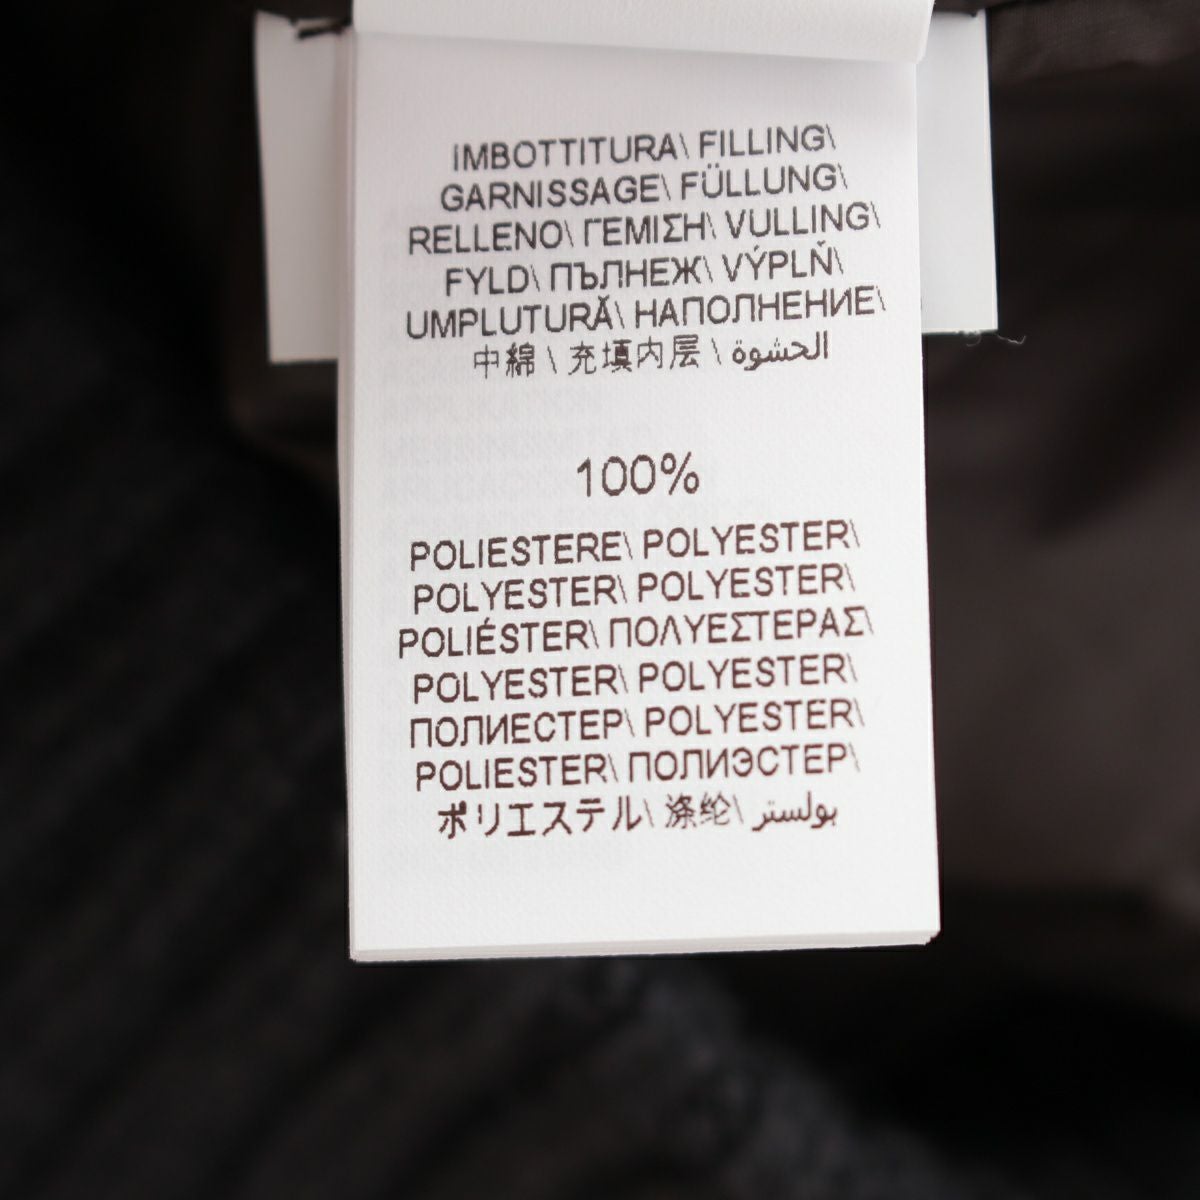 IMBOTTITURA\ FILLING\
GARNISSAGE\ FÜLLUNG\
RELLENO\ ΓΕΜΙΣΗ\ VULLING\
FYLD\ ПЪЛНЕЖ\ VÝPLŇ\
UMPLUTURĂ\ НАПОЛНЕНИЕ\
中綿 \ 充填内层 \ الحشوة
100%
POLIESTERE\ POLYESTER\
POLYESTER\ POLYESTER\
POLIÉSTER\ ΠΟΛΥΕΣΤΕΡΑΣ\
POLYESTER\ POLYESTER\
ПОЛИЕСТЕР\ POLYESTER\
POLIESTER\ ПОЛИЭСТЕР\
ポリエステル\ 涤纶\ بولستر